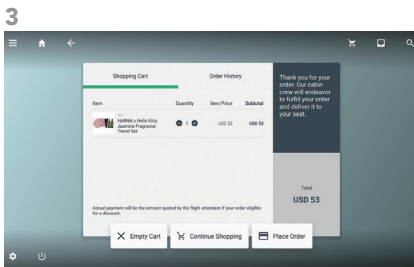 3
Shopping Cart
Order History
Item
Quantity
Item Price
Subtotal
HARNN x Hello Kitty
Jasmine Fragrance
Travel Set
1
USD 53
USD 53
Actual payment will be the amount quoted by the flight attendant if your order eligible
for a discount.
Thank you for your
order. Our cabin
crew will endeavor
to fulfill your order
and deliver it to
your seat.
Total
USD 53
Empty Cart
Continue Shopping
Place Order